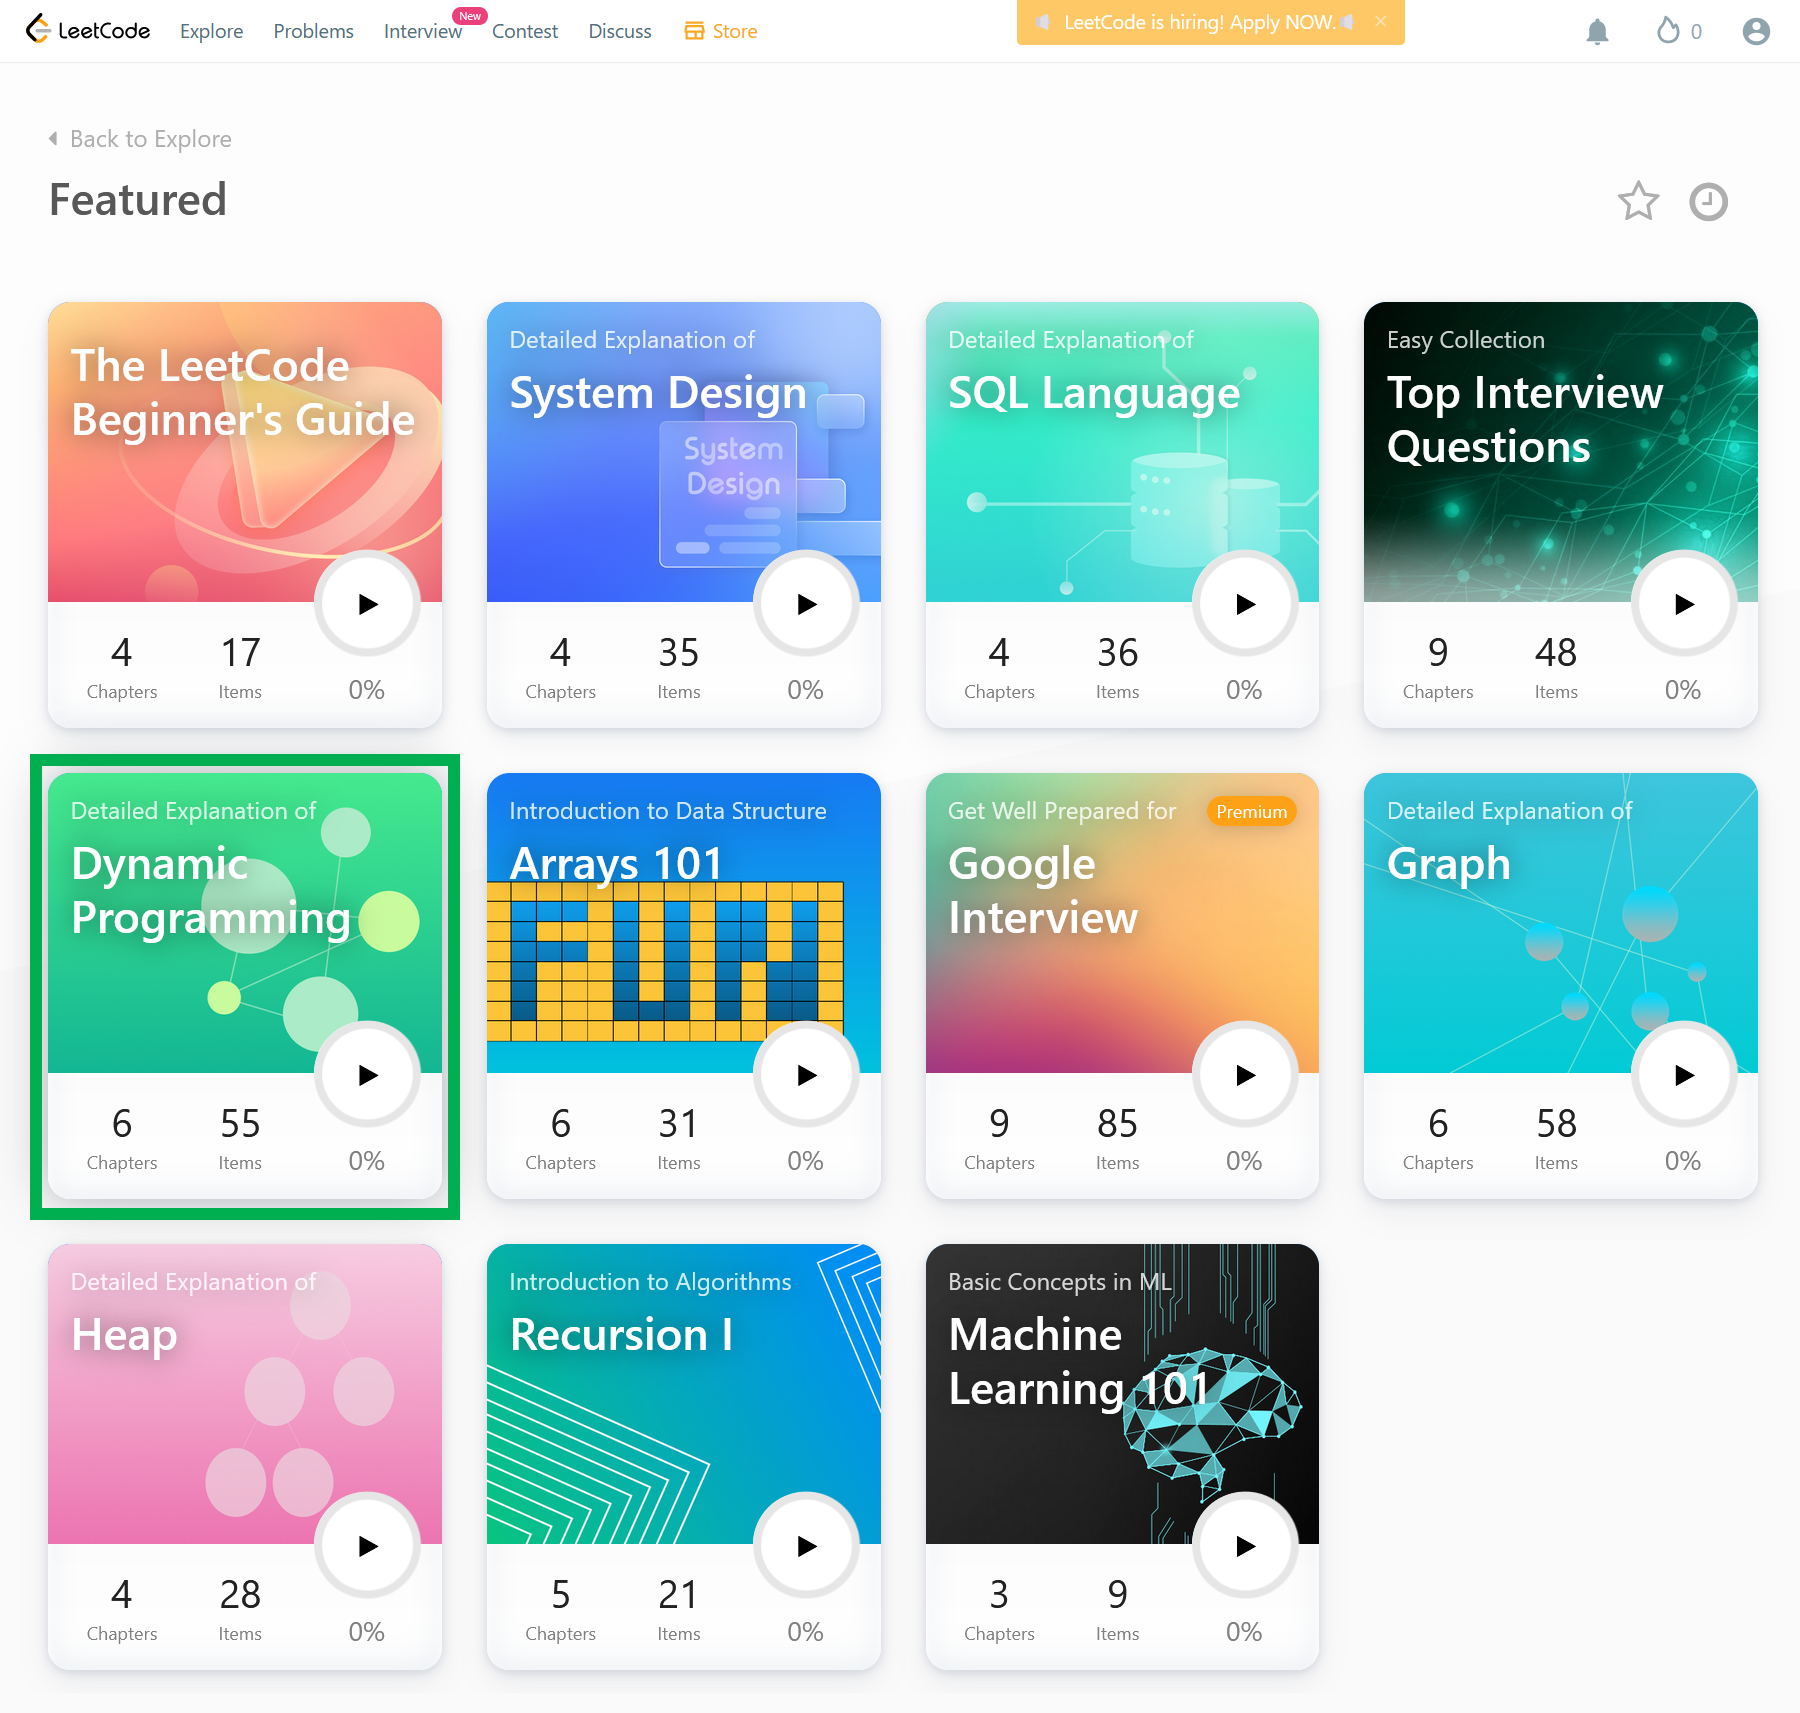 LeetCode Explore Problems Interview New Contest Discuss Store LeetCode is hiring! Apply NOW. × 0
Back to Explore
Featured
The LeetCode
Beginner's Guide
4 17
Chapters Items 0%
Detailed Explanation of
System Design
System
Design
4 35
Chapters Items 0%
Detailed Explanation of
SQL Language
4 36
Chapters Items 0%
Easy Collection
Top Interview
Questions
9 48
Chapters Items 0%
Detailed Explanation of
Dynamic
Programming
6 55
Chapters Items 0%
Introduction to Data Structure
Arrays 101
FUN
6 31
Chapters Items 0%
Get Well Prepared for Premium
Google
Interview
9 85
Chapters Items 0%
Detailed Explanation of
Graph
6 58
Chapters Items 0%
Detailed Explanation of
Heap
4 28
Chapters Items 0%
Introduction to Algorithms
Recursion I
5 21
Chapters Items 0%
Basic Concepts in ML
Machine
Learning 101
3 9
Chapters Items 0%